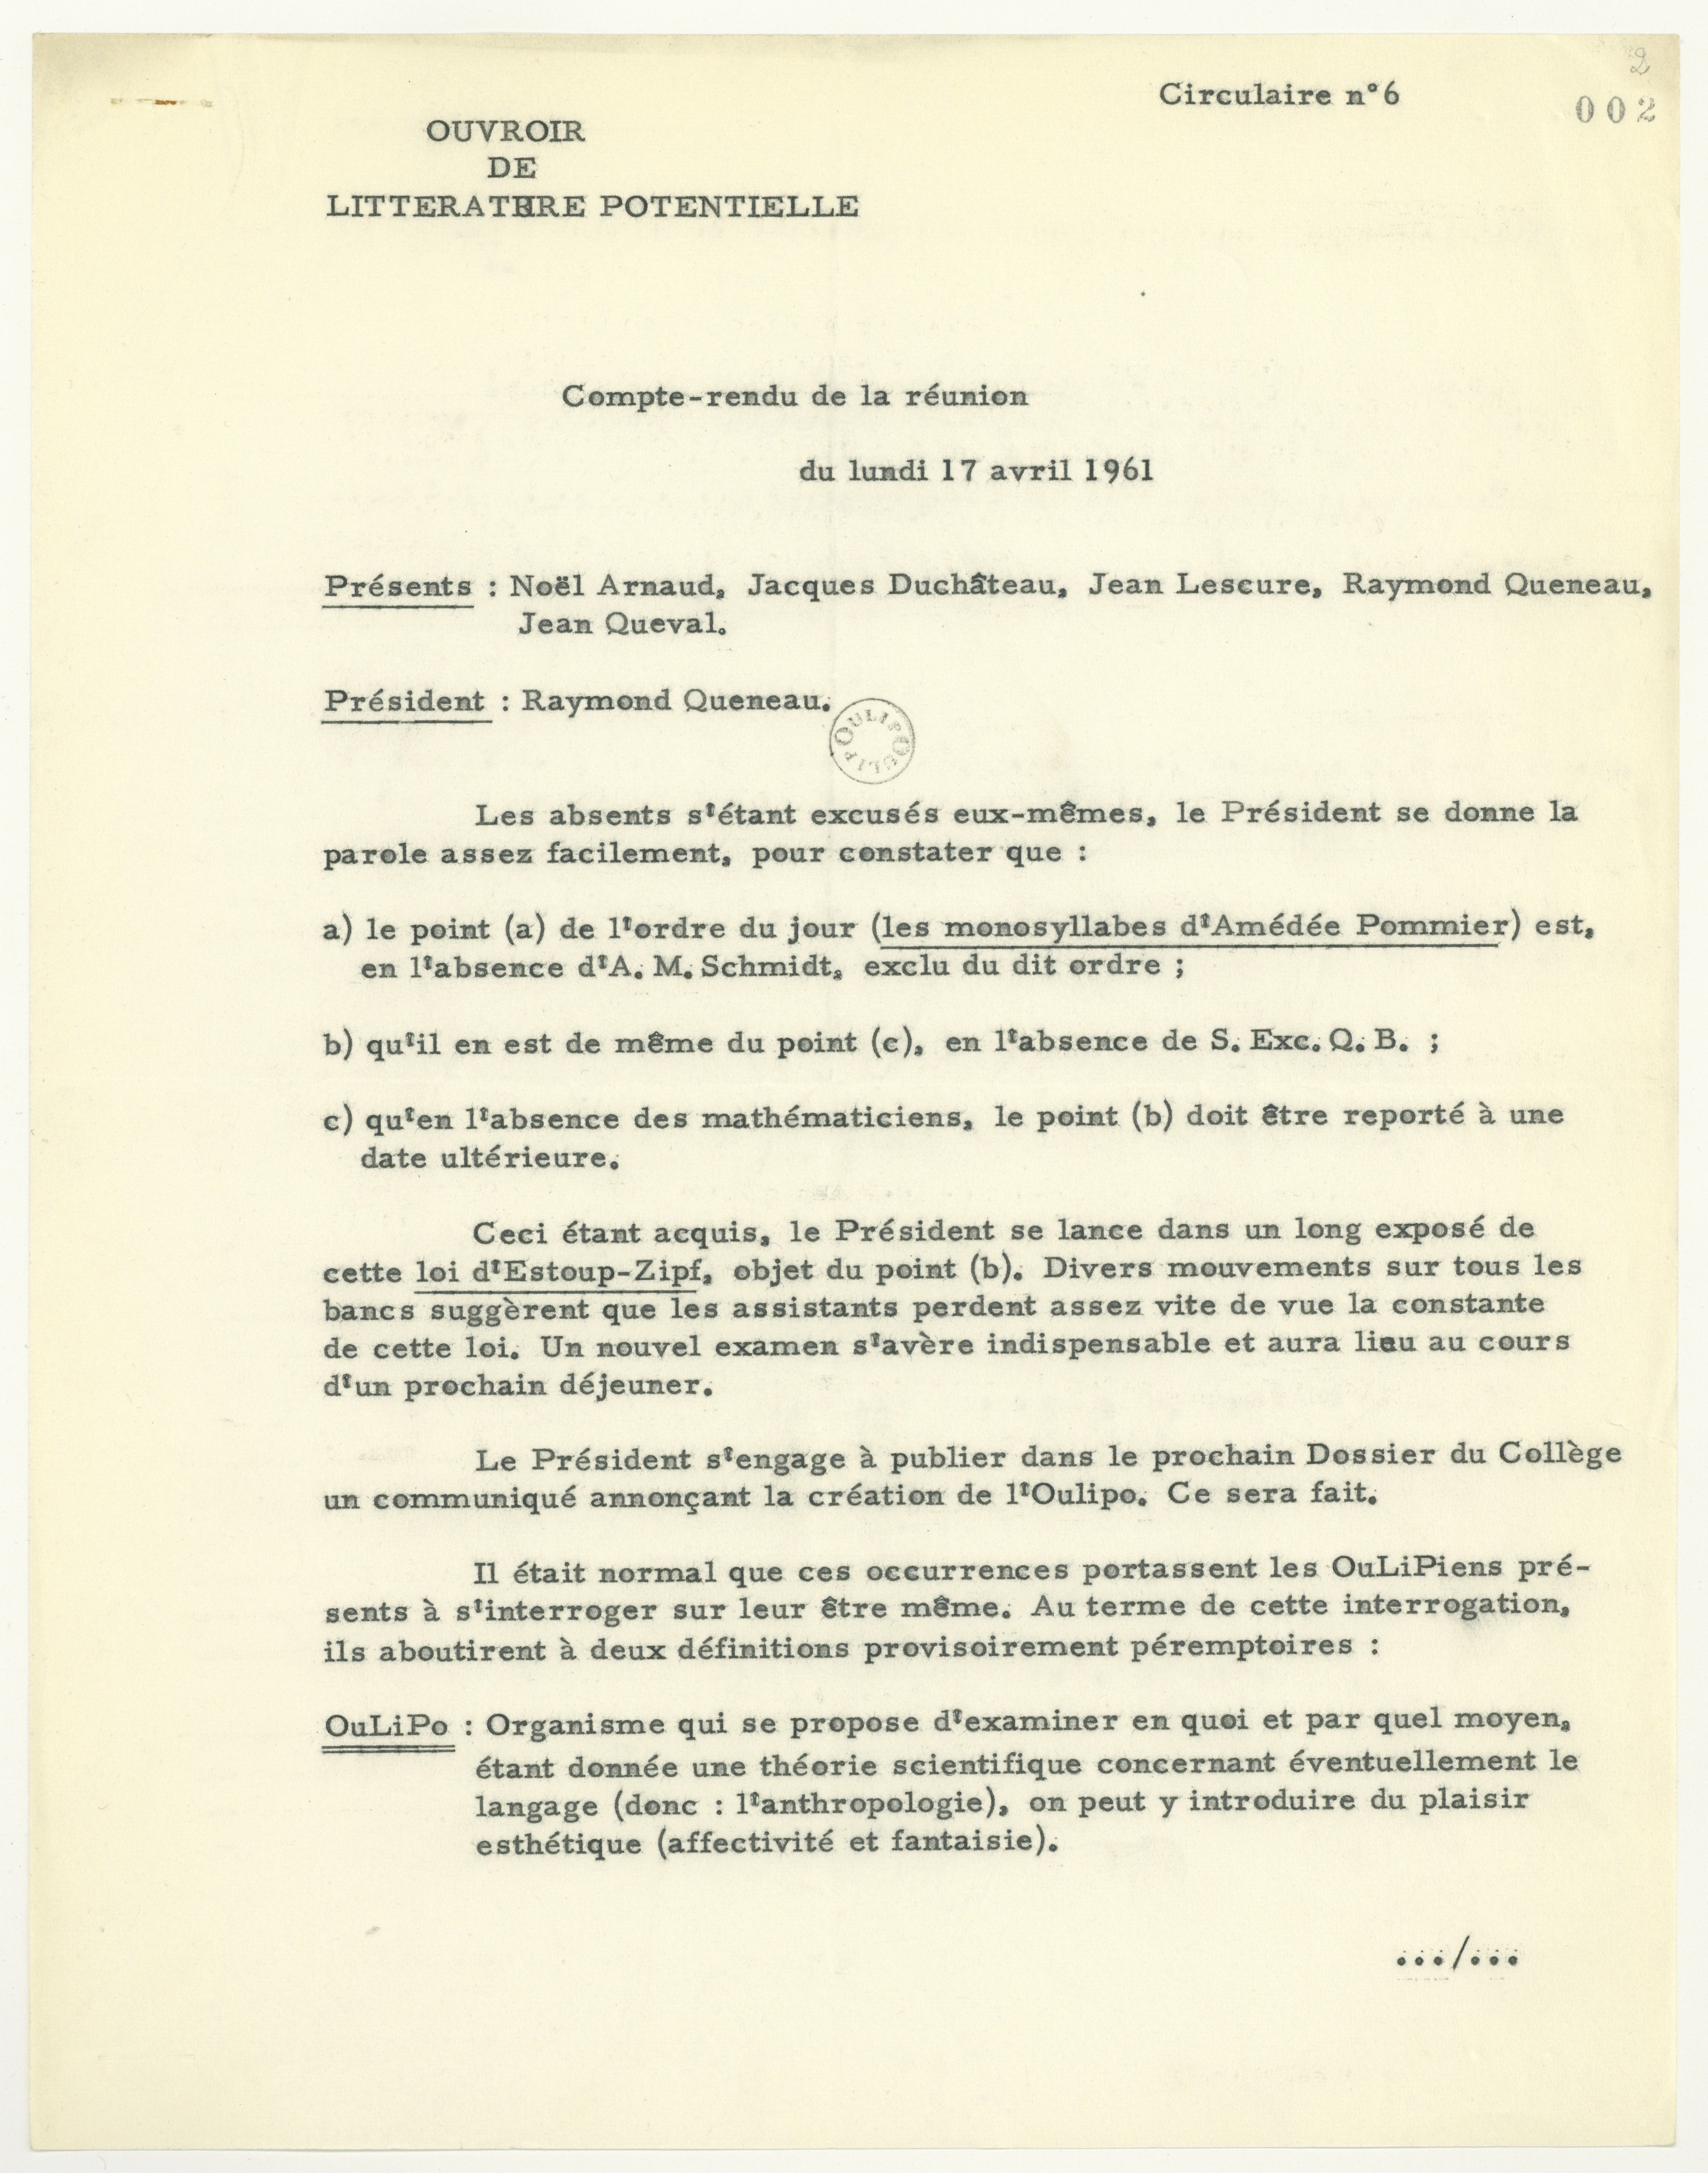 2
Circulaire n°6
002
OUVROIR
DE
LITTERATURE POTENTIELLE
Compte-rendu de la réunion
du lundi 17 avril 1961
Présents : Noël Arnaud, Jacques Duchâteau, Jean Lescure, Raymond Queneau,
Jean Queval.
Président : Raymond Queneau.
OULIPO OULIPO
Les absents s'étant excusés eux-mêmes, le Président se donne la
parole assez facilement, pour constater que :
a) le point (a) de l'ordre du jour (les monosyllabes d'Amédée Pommier) est,
en l'absence d'A. M. Schmidt, exclu du dit ordre ;
b) qu'il en est de même du point (c), en l'absence de S. Exc. Q. B. ;
c) qu'en l'absence des mathématiciens, le point (b) doit être reporté à une
date ultérieure.
Ceci étant acquis, le Président se lance dans un long exposé de
cette loi d'Estoup-Zipf, objet du point (b). Divers mouvements sur tous les
bancs suggèrent que les assistants perdent assez vite de vue la constante
de cette loi. Un nouvel examen s'avère indispensable et aura lieu au cours
d'un prochain déjeuner.
Le Président s'engage à publier dans le prochain Dossier du Collège
un communiqué annonçant la création de l'Oulipo. Ce sera fait.
Il était normal que ces occurrences portassent les OuLiPiens pré-
sents à s'interroger sur leur être même. Au terme de cette interrogation,
ils aboutirent à deux définitions provisoirement péremptoires :
OuLiPo : Organisme qui se propose d'examiner en quoi et par quel moyen,
étant donnée une théorie scientifique concernant éventuellement le
langage (donc : l'anthropologie), on peut y introduire du plaisir
esthétique (affectivité et fantaisie).
.../...